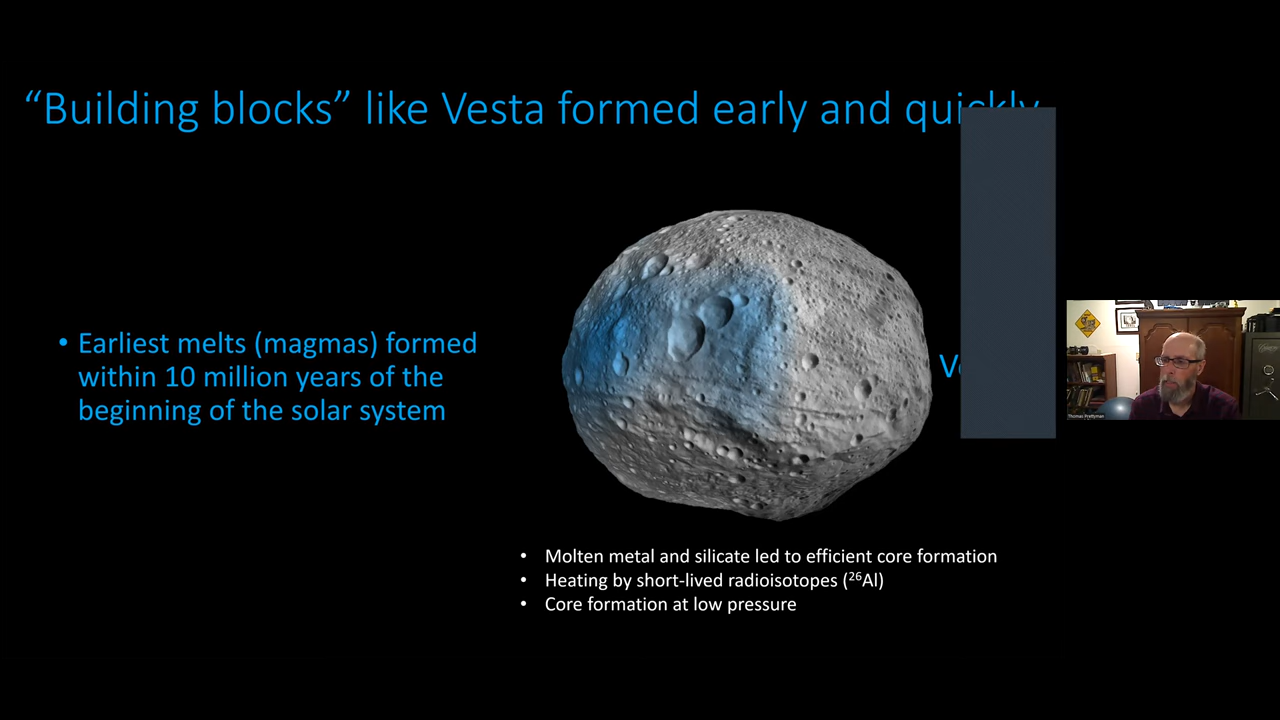 “Building blocks” like Vesta formed early and quickly
• Earliest melts (magmas) formed
within 10 million years of the
beginning of the solar system
• Molten metal and silicate led to efficient core formation
• Heating by short-lived radioisotopes (²⁶Al)
• Core formation at low pressure
Thomas Prettyman